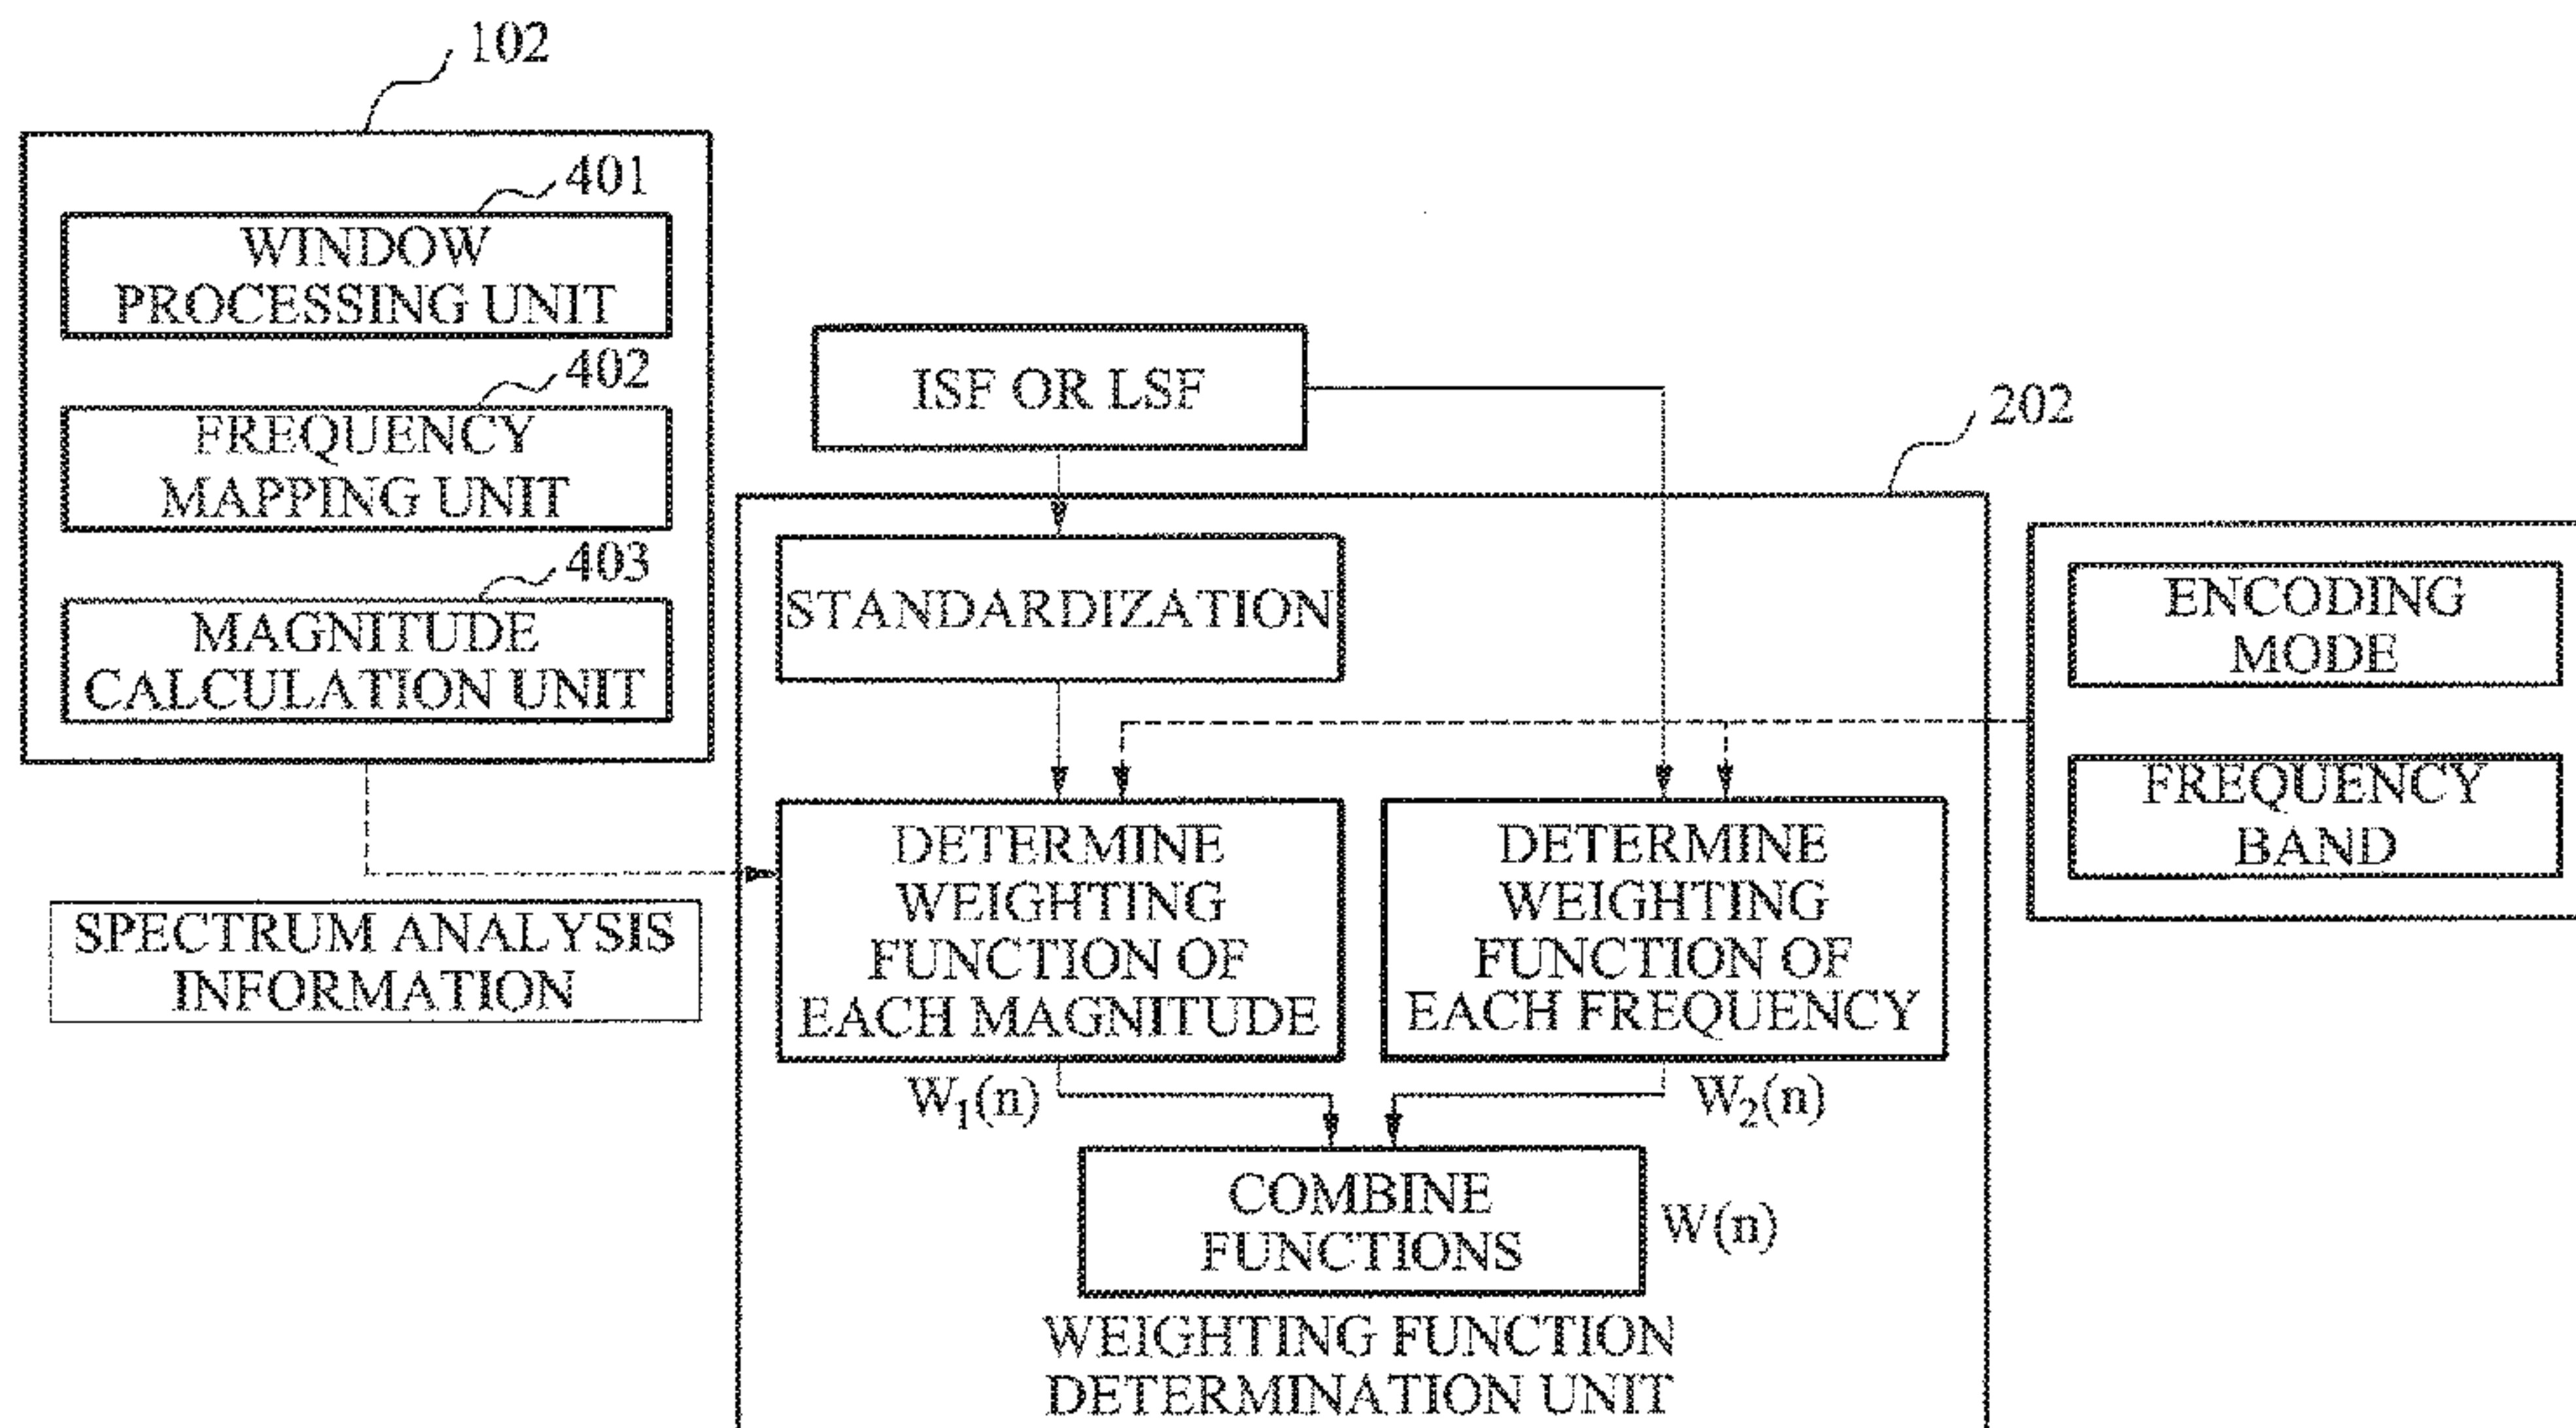 102
401
WINDOW
PROCESSING UNIT
402
FREQUENCY
MAPPING UNIT
403
MAGNITUDE
CALCULATION UNIT
SPECTRUM ANALYSIS
INFORMATION
ISF OR LSF
202
STANDARDIZATION
ENCODING
MODE
FREQUENCY
BAND
DETERMINE
WEIGHTING
FUNCTION OF
EACH MAGNITUDE
DETERMINE
WEIGHTING
FUNCTION OF
EACH FREQUENCY
W₁(n)
W₂(n)
COMBINE
FUNCTIONS
W(n)
WEIGHTING FUNCTION
DETERMINATION UNIT